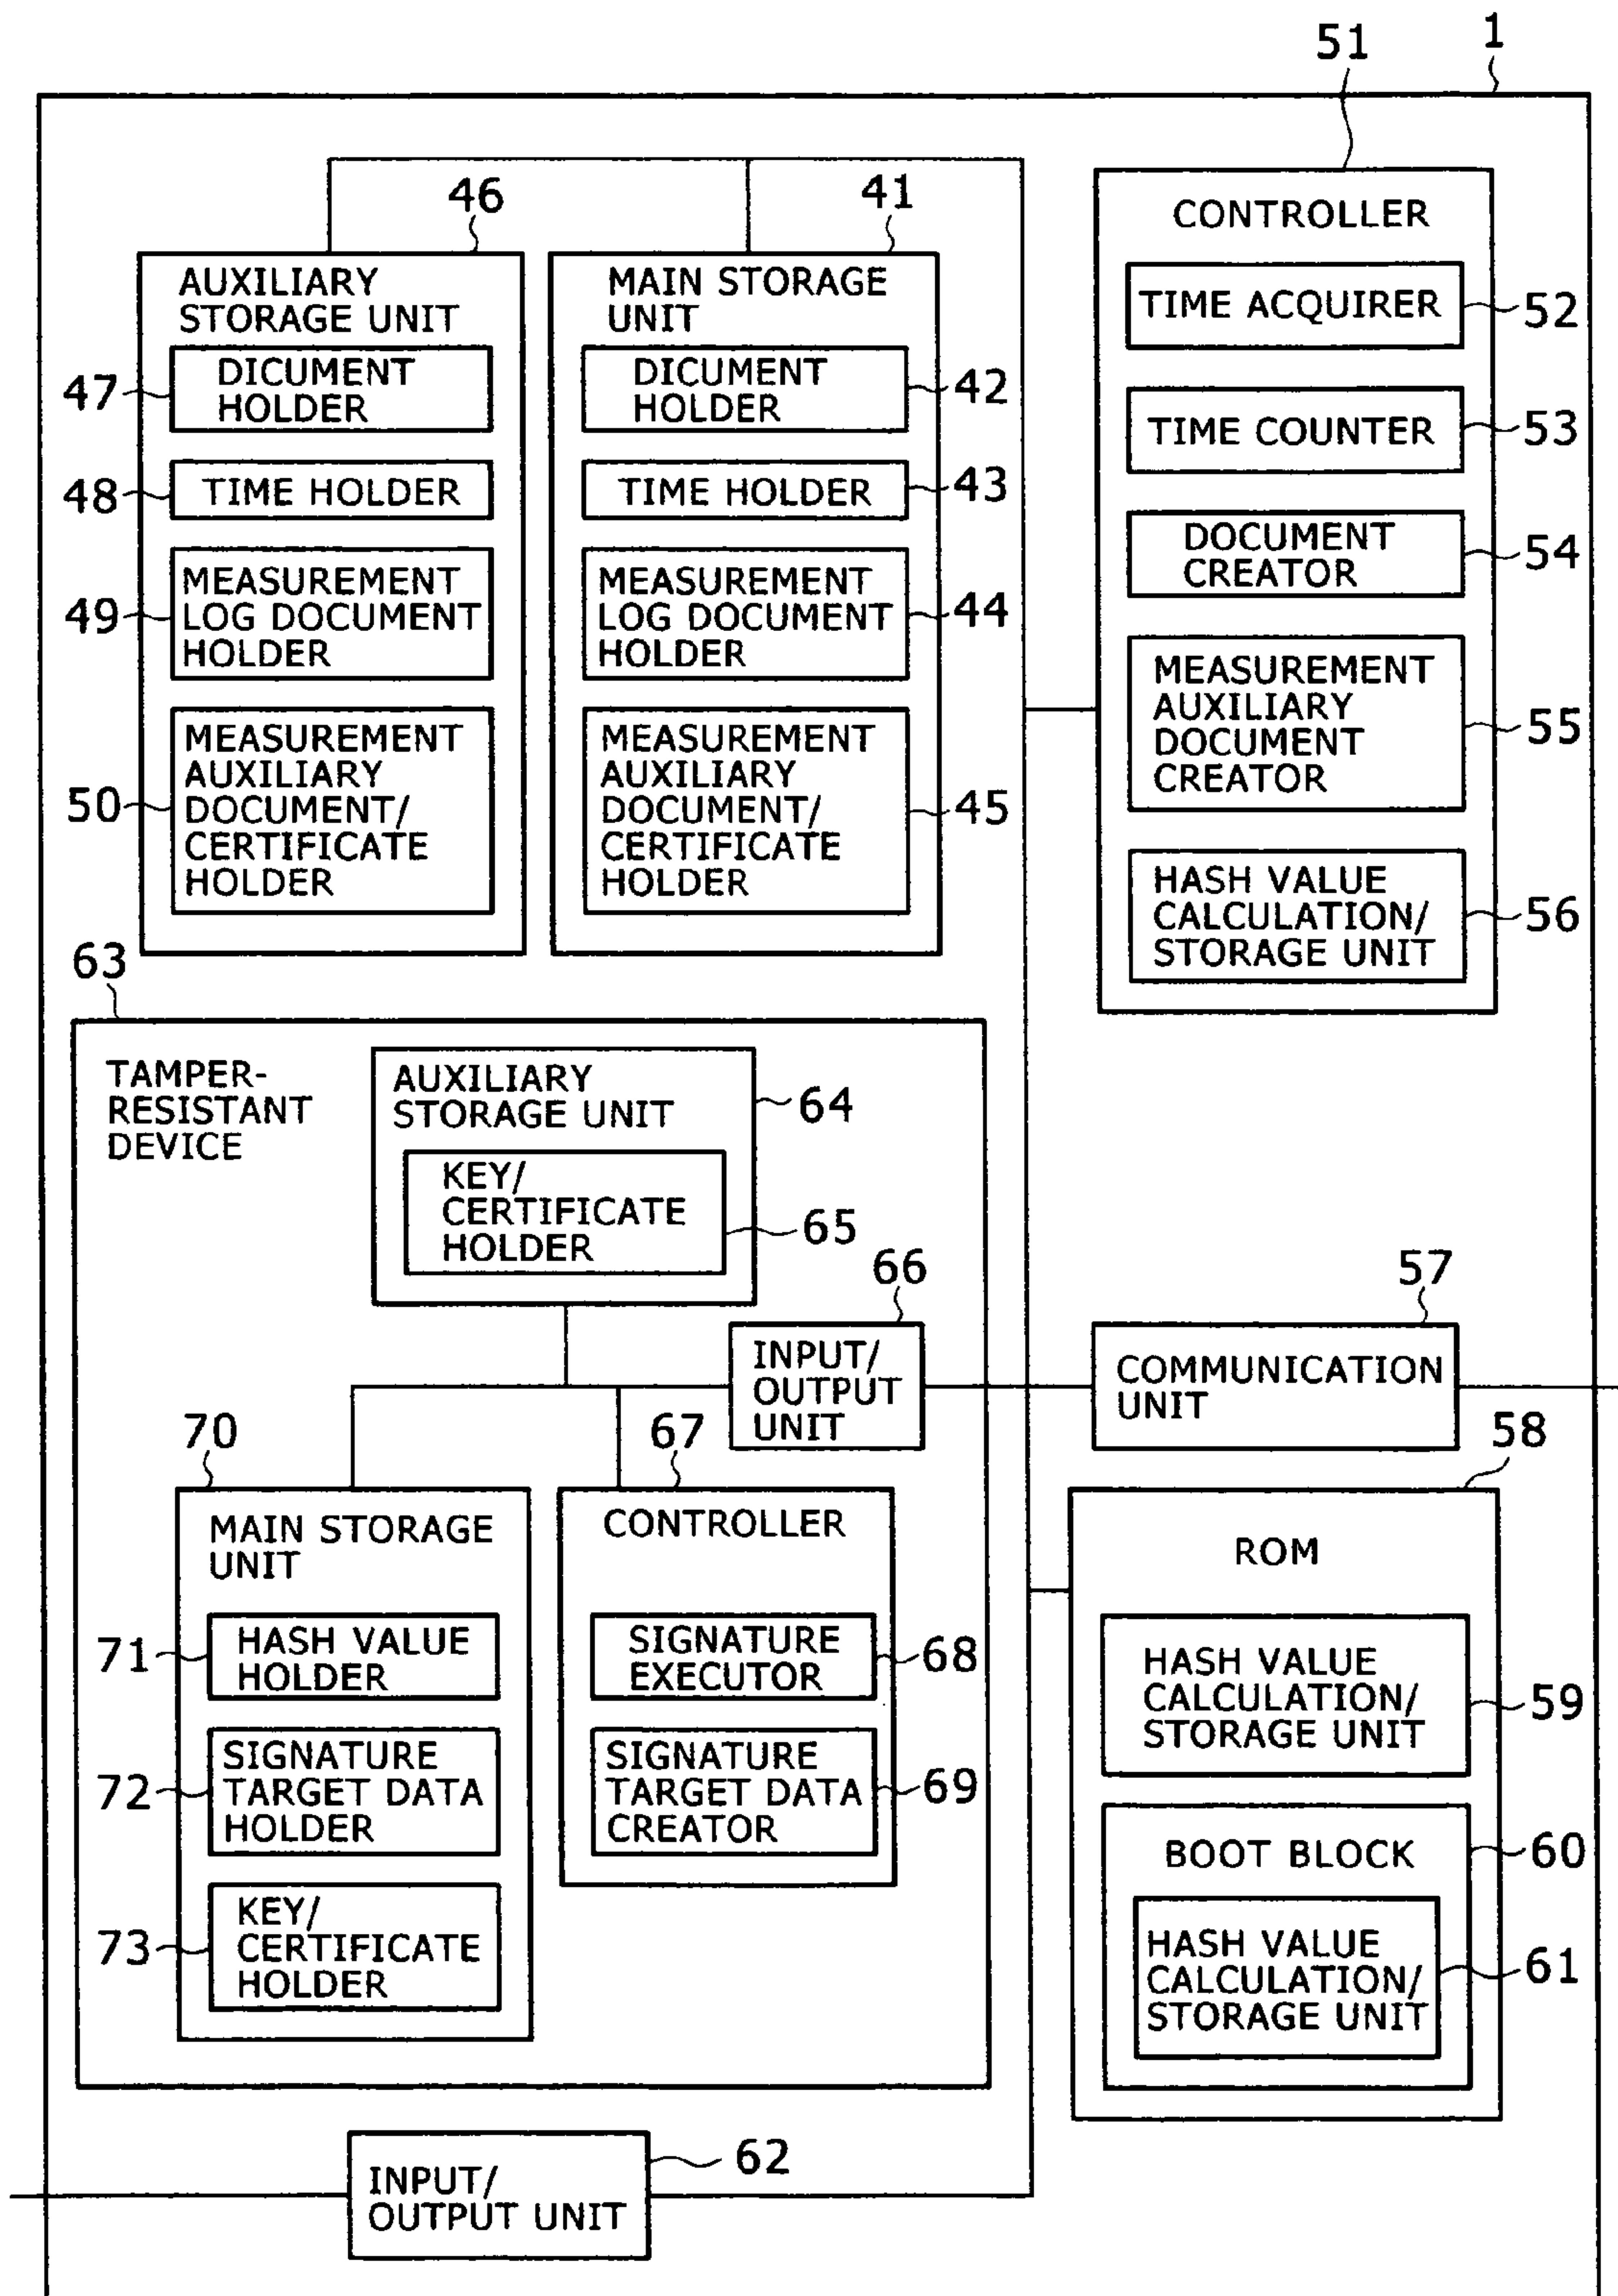 1
51
46
41
CONTROLLER
AUXILIARY
STORAGE UNIT
MAIN STORAGE
UNIT
TIME ACQUIRER
52
47
DICUMENT
HOLDER
DICUMENT
HOLDER
42
TIME COUNTER
53
48
TIME HOLDER
TIME HOLDER
43
DOCUMENT
CREATOR
54
49
MEASUREMENT
LOG DOCUMENT
HOLDER
MEASUREMENT
LOG DOCUMENT
HOLDER
44
MEASUREMENT
AUXILIARY
DOCUMENT
CREATOR
55
50
MEASUREMENT
AUXILIARY
DOCUMENT/
CERTIFICATE
HOLDER
MEASUREMENT
AUXILIARY
DOCUMENT/
CERTIFICATE
HOLDER
45
HASH VALUE
CALCULATION/
STORAGE UNIT
56
63
TAMPER-
RESISTANT
DEVICE
AUXILIARY
STORAGE UNIT
64
KEY/
CERTIFICATE
HOLDER
65
66
57
INPUT/
OUTPUT
UNIT
COMMUNICATION
UNIT
70
67
58
MAIN STORAGE
UNIT
CONTROLLER
ROM
71
HASH VALUE
HOLDER
SIGNATURE
EXECUTOR
68
HASH VALUE
CALCULATION/
STORAGE UNIT
59
72
SIGNATURE
TARGET DATA
HOLDER
SIGNATURE
TARGET DATA
CREATOR
69
BOOT BLOCK
60
73
KEY/
CERTIFICATE
HOLDER
HASH VALUE
CALCULATION/
STORAGE UNIT
61
62
INPUT/
OUTPUT UNIT